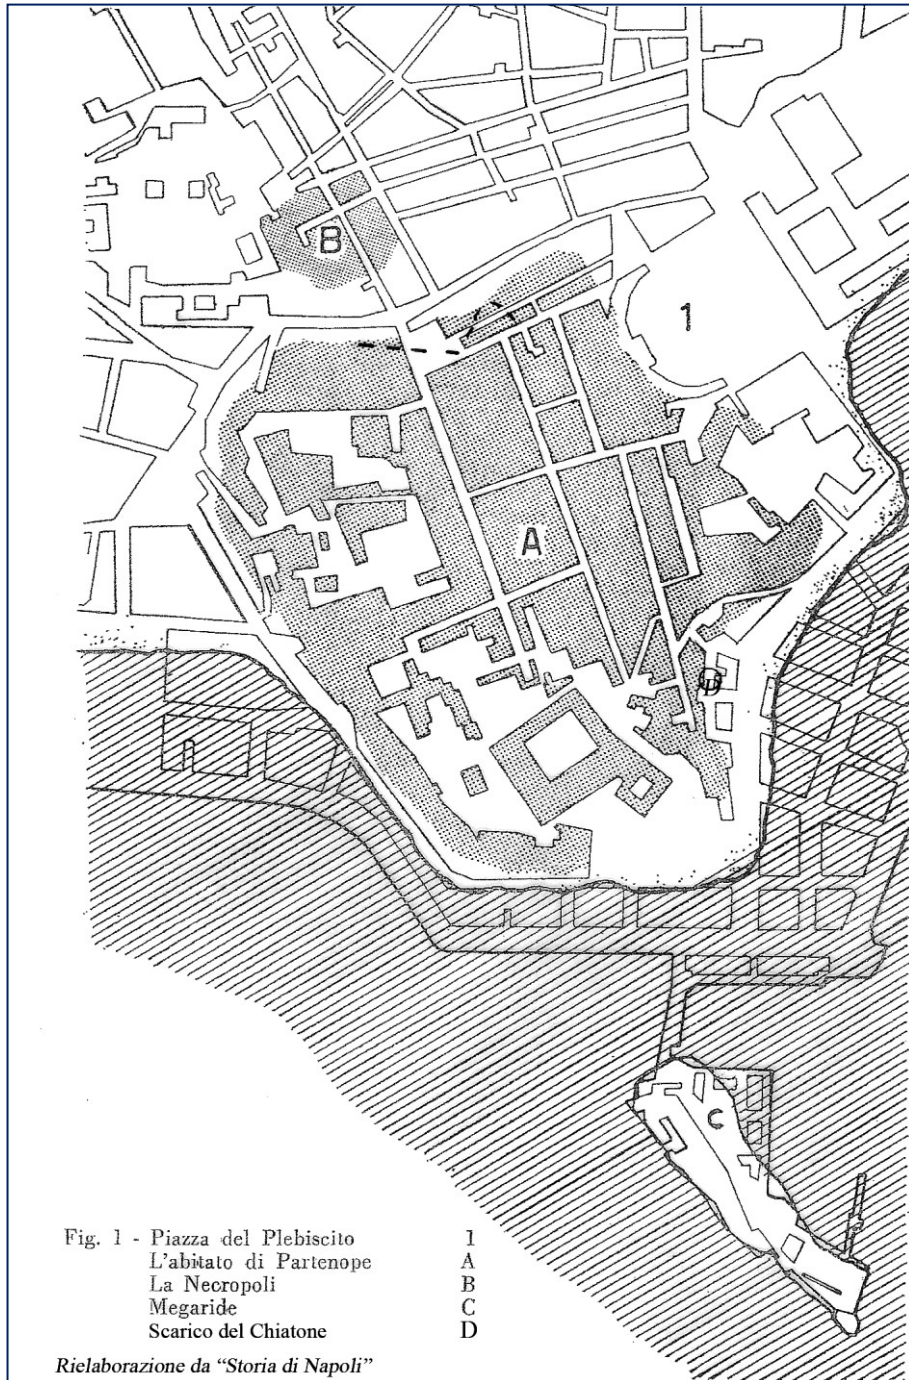 B
1
A
D
C
Fig. 1 - Piazza del Plebiscito 1
L'abitato di Partenope A
La Necropoli B
Megaride C
Scarico del Chiatone D
Rielaborazione da “Storia di Napoli”